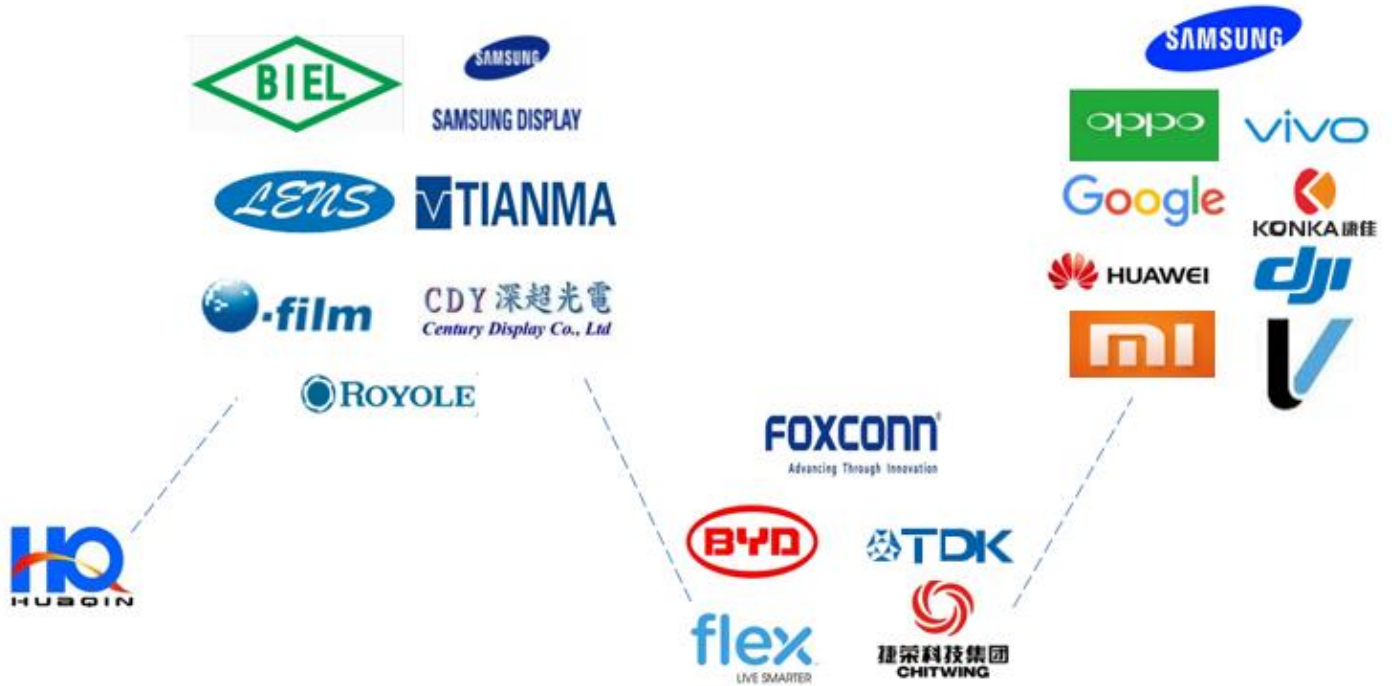 BIEL
SAMSUNG
SAMSUNG DISPLAY
LENS
TIANMA
.film
CDY 深超光電
Century Display Co., Ltd
ROYOLE
HQ
HUAQIN
FOXCONN®
Advancing Through Innovation
BYD
TDK
flex
LIVE SMARTER
捷荣科技集团
CHITWING
SAMSUNG
oppo
vivo
Google
KONKA康佳
HUAWEI
dji
mi